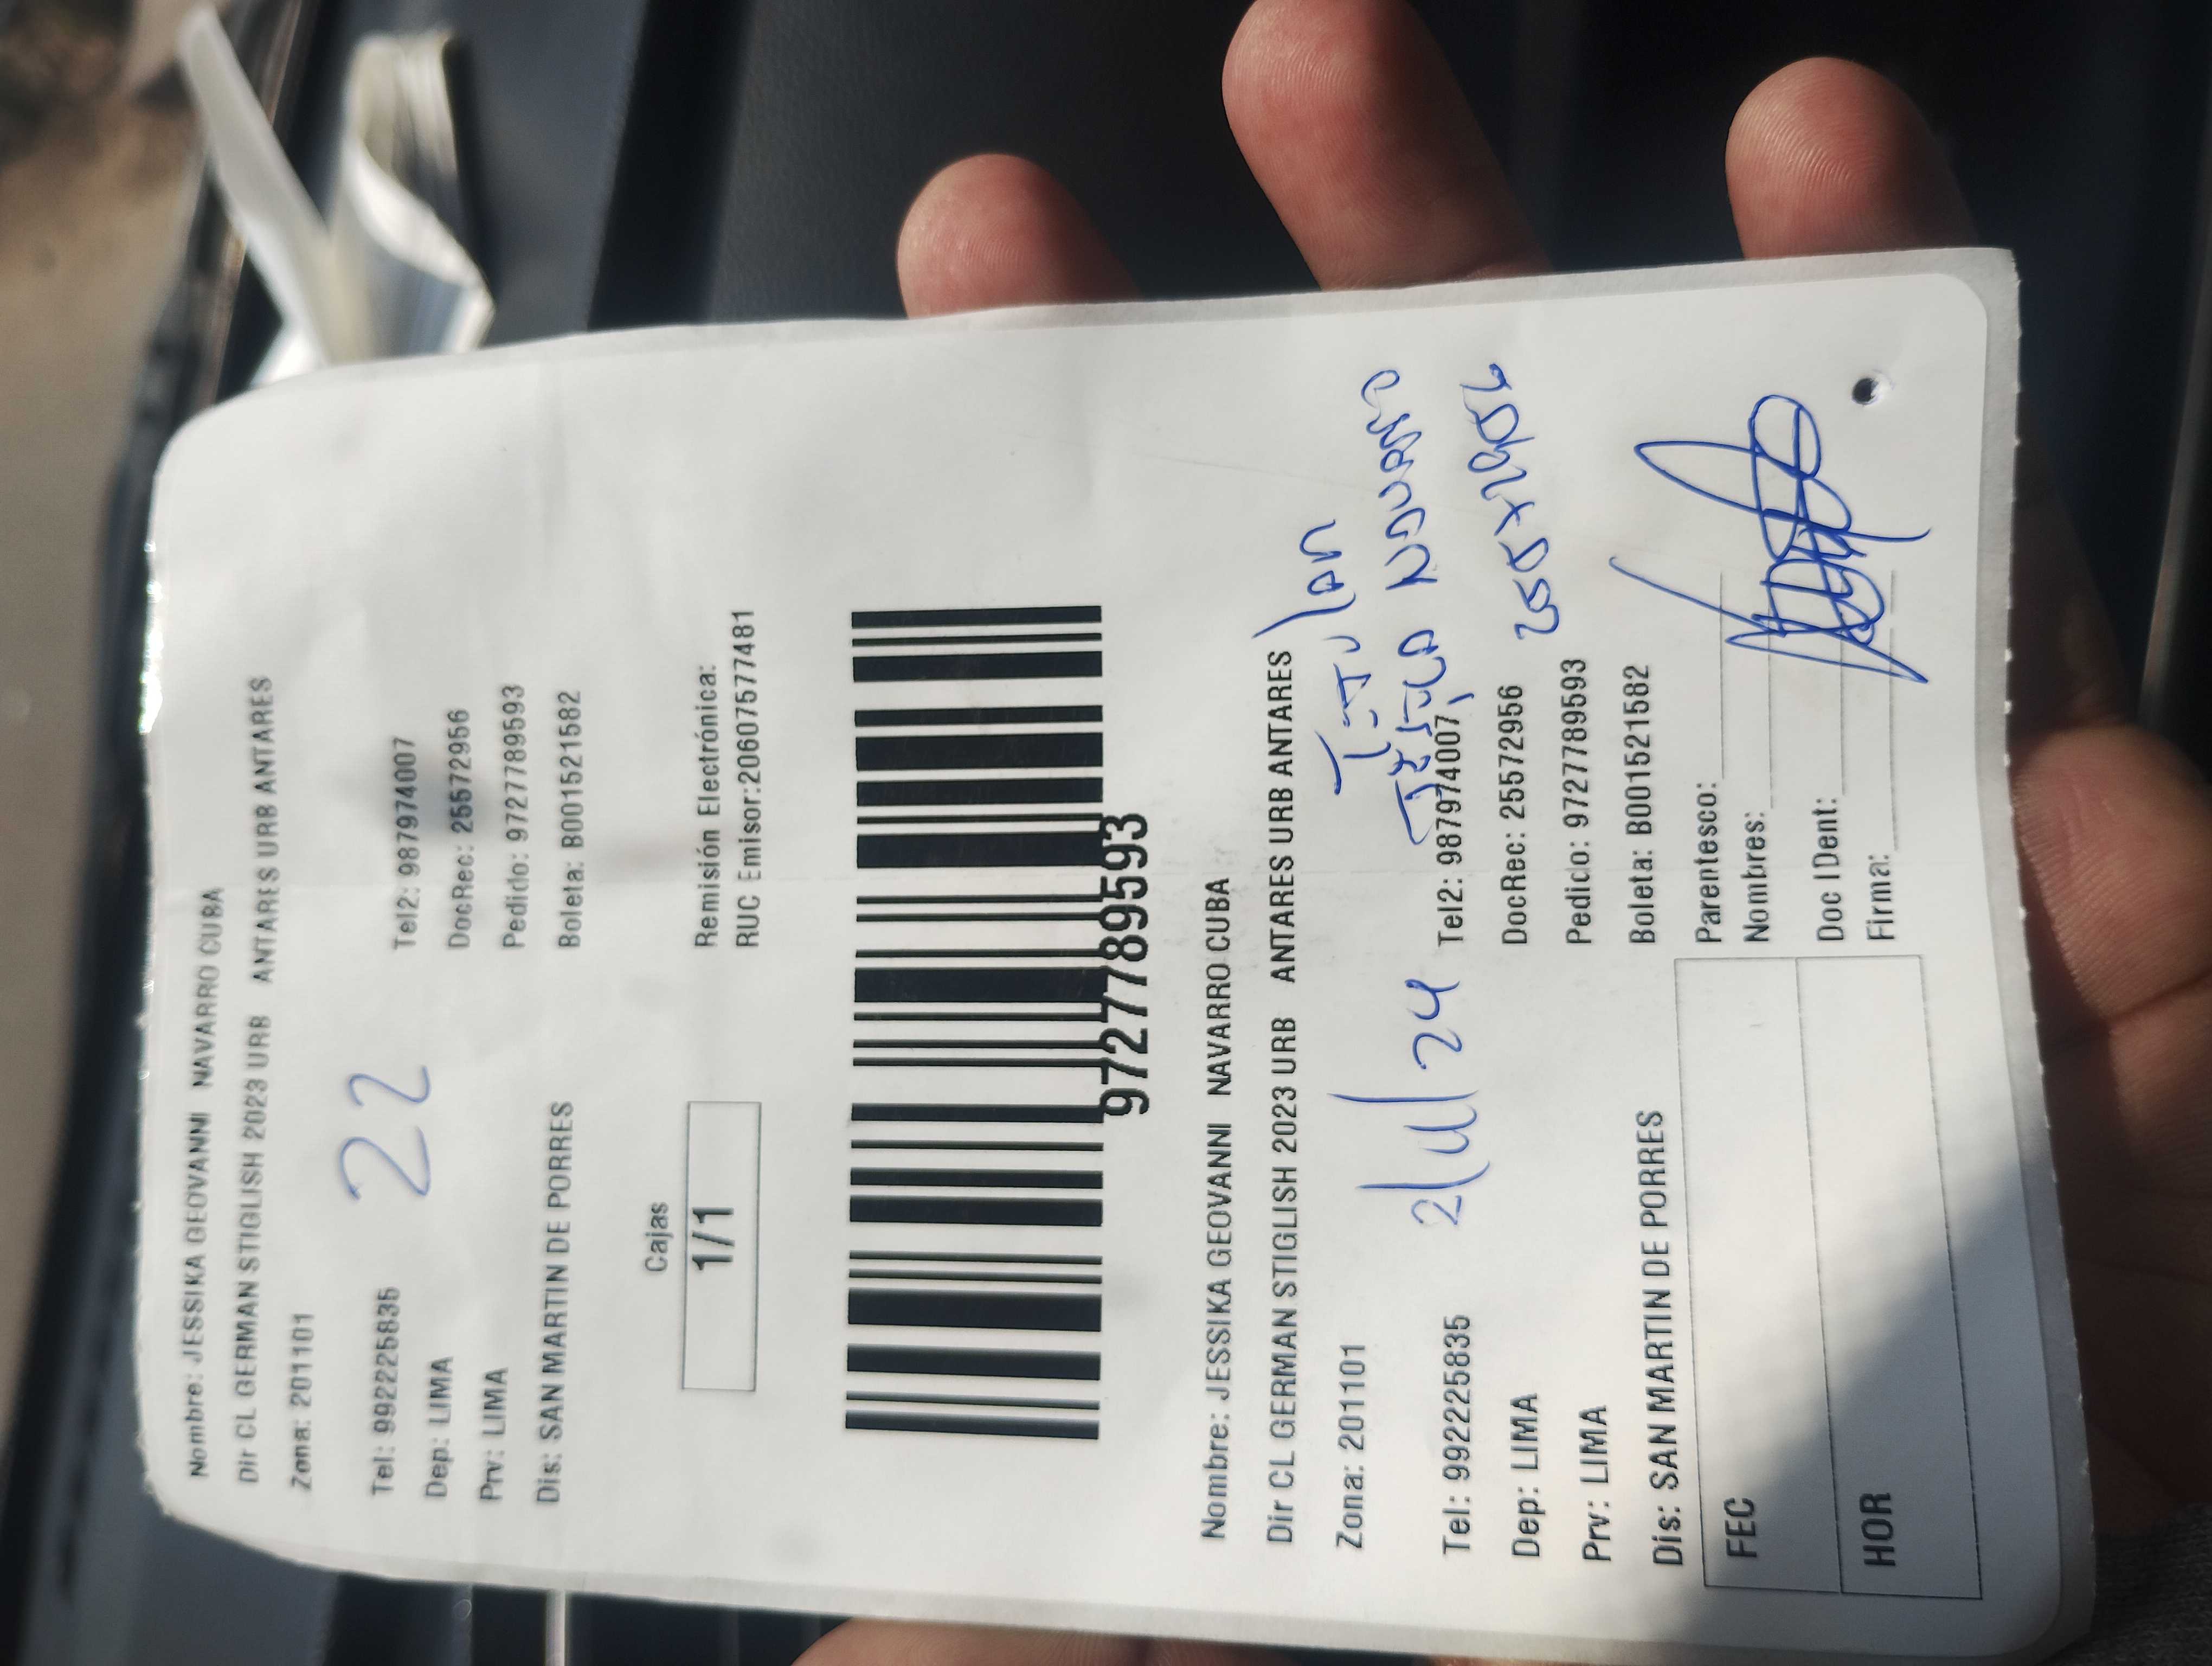 Nombre: JESSIKA GEOVANNI NAVARRO CUBA
Dir CL GERMAN STIGLISH 2023 URB ANTARES URB ANTARES
Zona: 201101
22
Tel: 992225835 Tel2: 987974007
Dep: LIMA DocRec: 25572956
Prv: LIMA Pedido: 97277789593
Dis: SAN MARTIN DE PORRES Boleta: B001521582
Cajas
1/1
Remisión Electrónica:
RUC Emisor:20607577481
97277789593
Nombre: JESSIKA GEOVANNI NAVARRO CUBA
Dir CL GERMAN STIGLISH 2023 URB ANTARES URB ANTARES
Zona: 201101
Tel: 992225835 Tel2: 987974007
Dep: LIMA DocRec: 25572956
Prv: LIMA Pedido: 97277789593
Dis: SAN MARTIN DE PORRES Boleta: B001521582
FEC
HOR
Parentesco:
Nombres:
Doc IDent:
Firma: